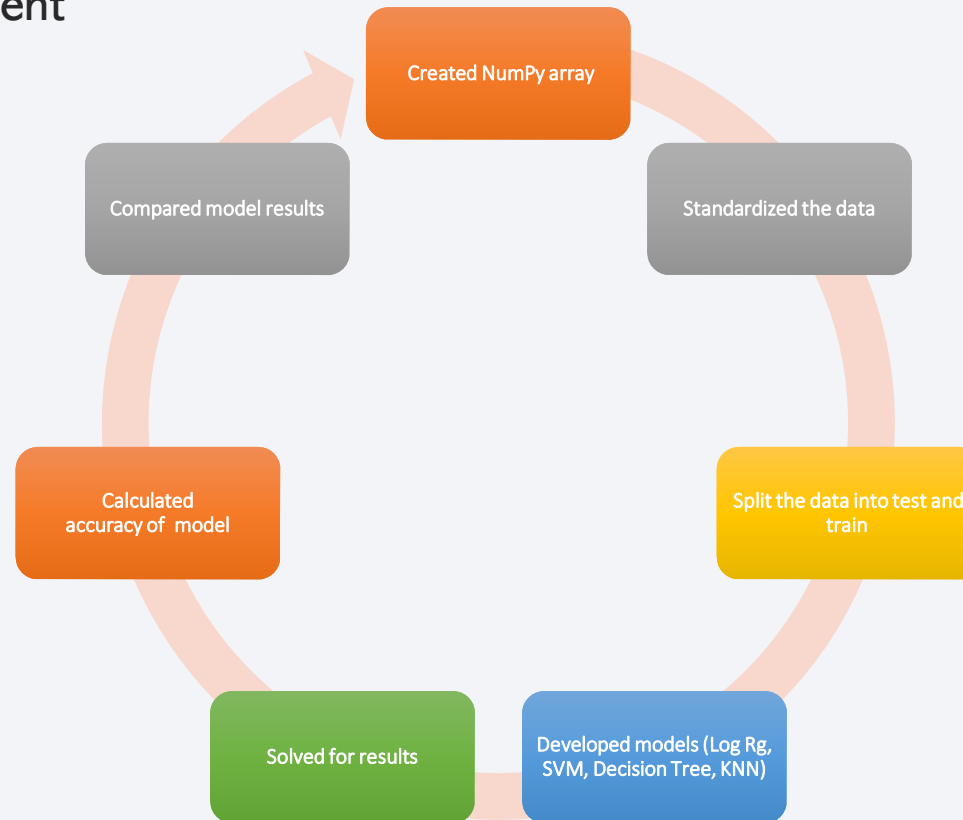 Created NumPy array
Standardized the data
Split the data into test and
train
Developed models (Log Rg,
SVM, Decision Tree, KNN)
Solved for results
Calculated
accuracy of  model
Compared model results